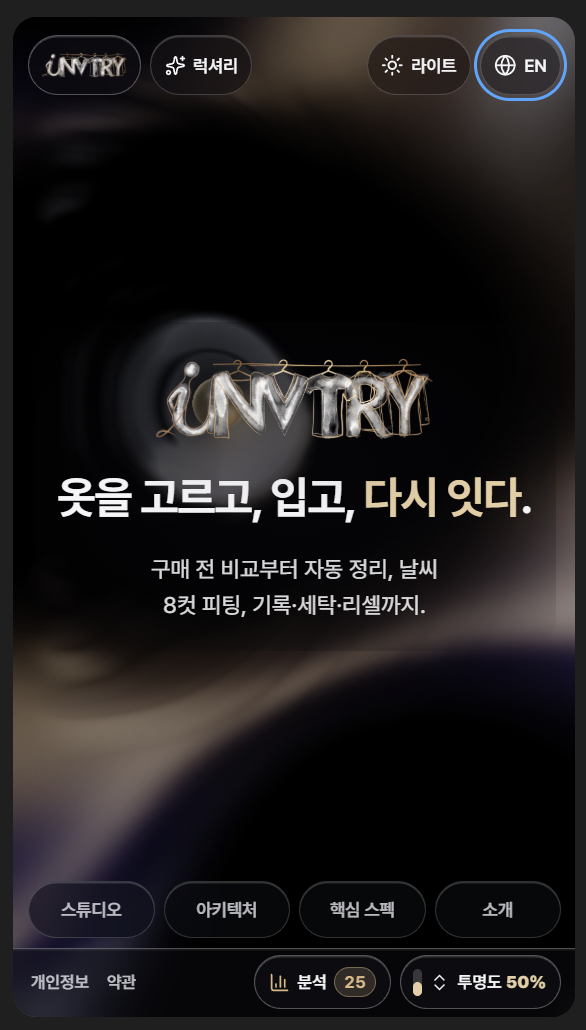 iNVTRY
럭셔리
라이트
EN
iNVTRY
옷을 고르고, 입고, 다시 잇다.
구매 전 비교부터 자동 정리, 날씨
8컷 피팅, 기록·세탁·리셀까지.
스튜디오
아키텍처
핵심 스펙
소개
개인정보
약관
분석 25
투명도 50%